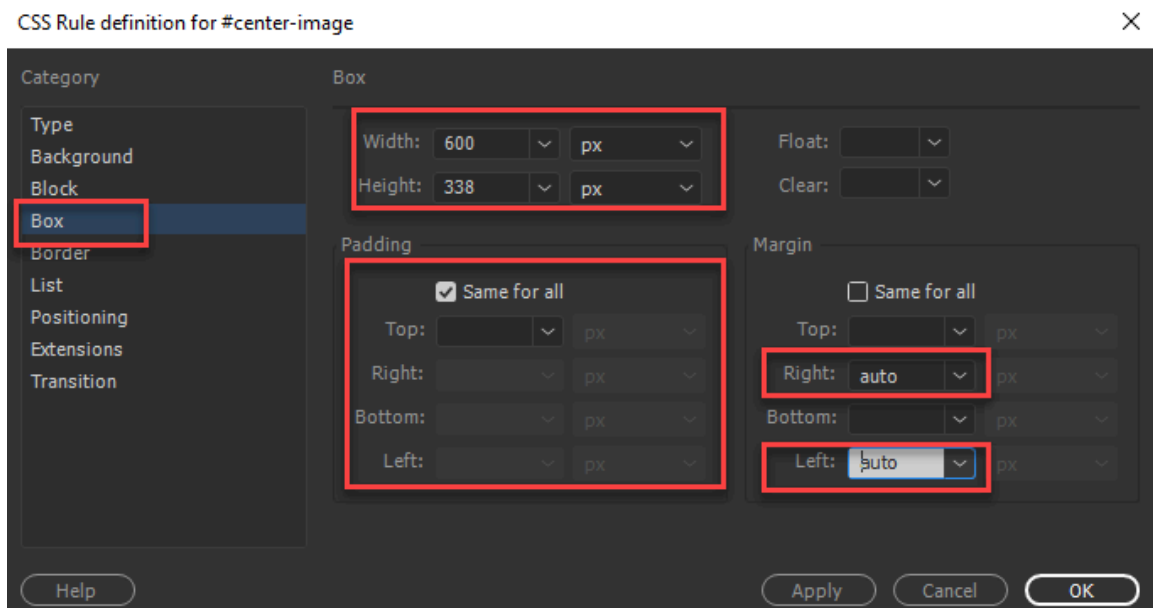 CSS Rule definition for #center-image
Category
Type
Background
Block
Box
Border
List
Positioning
Extensions
Transition
Box
Width: 600 px
Height: 338 px
Float:
Clear:
Padding
Same for all
Top: px
Right: px
Bottom: px
Left: px
Margin
Same for all
Top: px
Right: auto px
Bottom: px
Left: auto px
Help
Apply
Cancel
OK